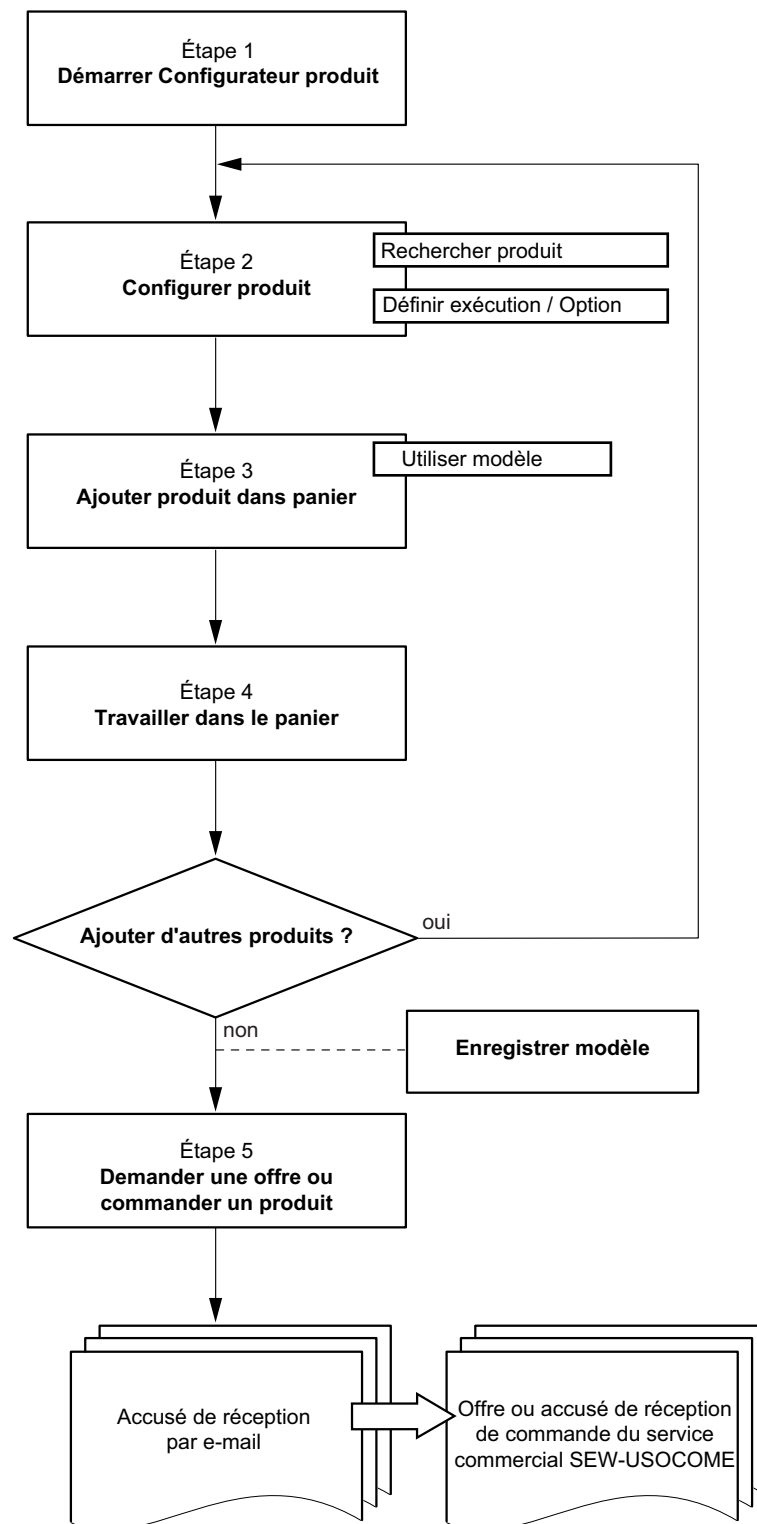 Étape 1
Démarrer Configurateur produit
Étape 2
Configurer produit
Rechercher produit
Définir exécution / Option
Étape 3
Ajouter produit dans panier
Utiliser modèle
Étape 4
Travailler dans le panier
Ajouter d'autres produits ?
oui
non
Enregistrer modèle
Étape 5
Demander une offre ou
commander un produit
Accusé de réception
par e-mail
Offre ou accusé de réception
de commande du service
commercial SEW-USOCOME